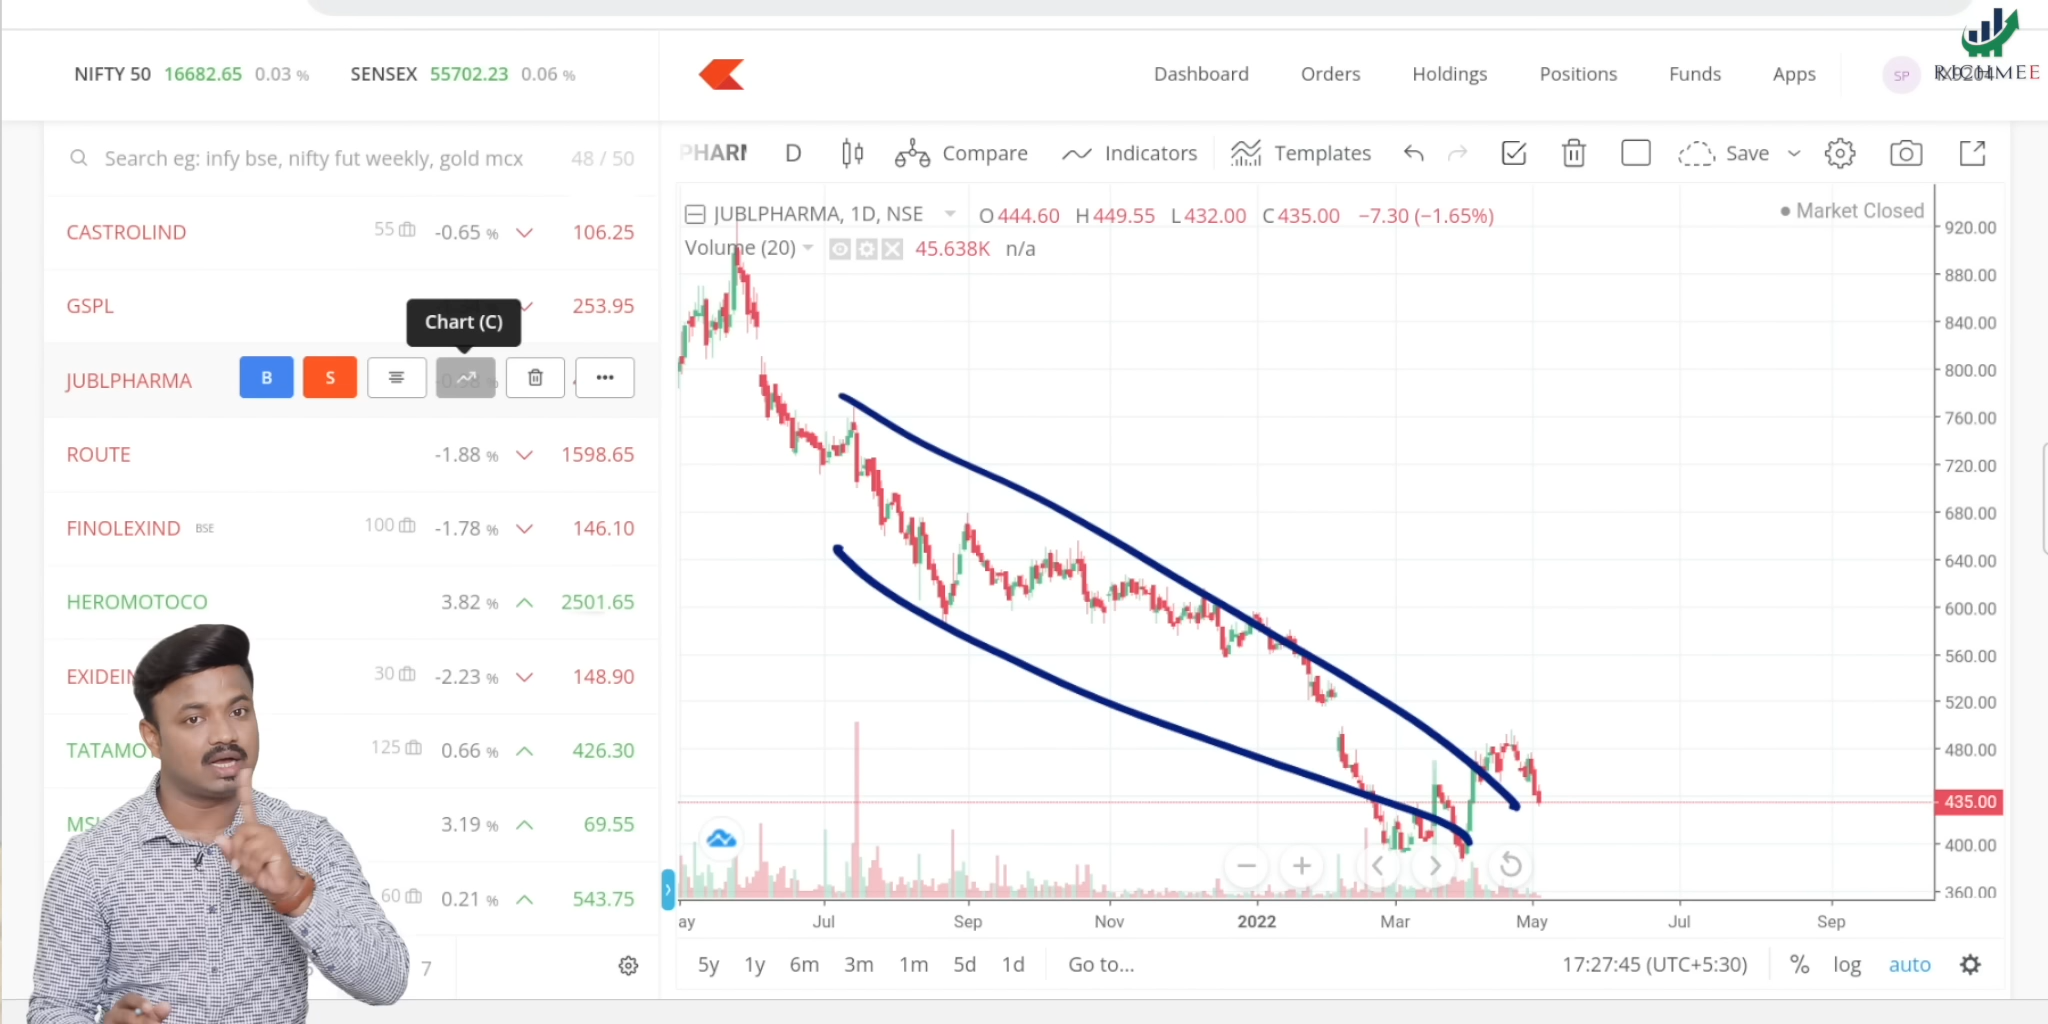 NIFTY 50 16682.65 0.03 % SENSEX 55702.23 0.06 %
Dashboard Orders Holdings Positions Funds Apps SP
RICHMEE
Search eg: infy bse, nifty fut weekly, gold mcx 48 / 50
CASTROLIND 55 -0.65 % 106.25
GSPL 253.95
Chart (C)
JUBLPHARMA B S
ROUTE -1.88 % 1598.65
FINOLEXIND BSE 100 -1.78 % 146.10
HEROMOTOCO 3.82 % 2501.65
EXIDEIN 30 -2.23 % 148.90
TATAMO 125 0.66 % 426.30
3.19 % 69.55
60 0.21 % 543.75
7
PHARM D Compare Indicators Templates Save
JUBLPHARMA, 1D, NSE O 444.60 H 449.55 L 432.00 C 435.00 −7.30 (−1.65%) Market Closed
Volume (20) 45.638K n/a
920.00
880.00
840.00
800.00
760.00
720.00
680.00
640.00
600.00
560.00
520.00
480.00
435.00
400.00
360.00
ay Jul Sep Nov 2022 Mar May Jul Sep
5y 1y 6m 3m 1m 5d 1d Go to... 17:27:45 (UTC+5:30) % log auto